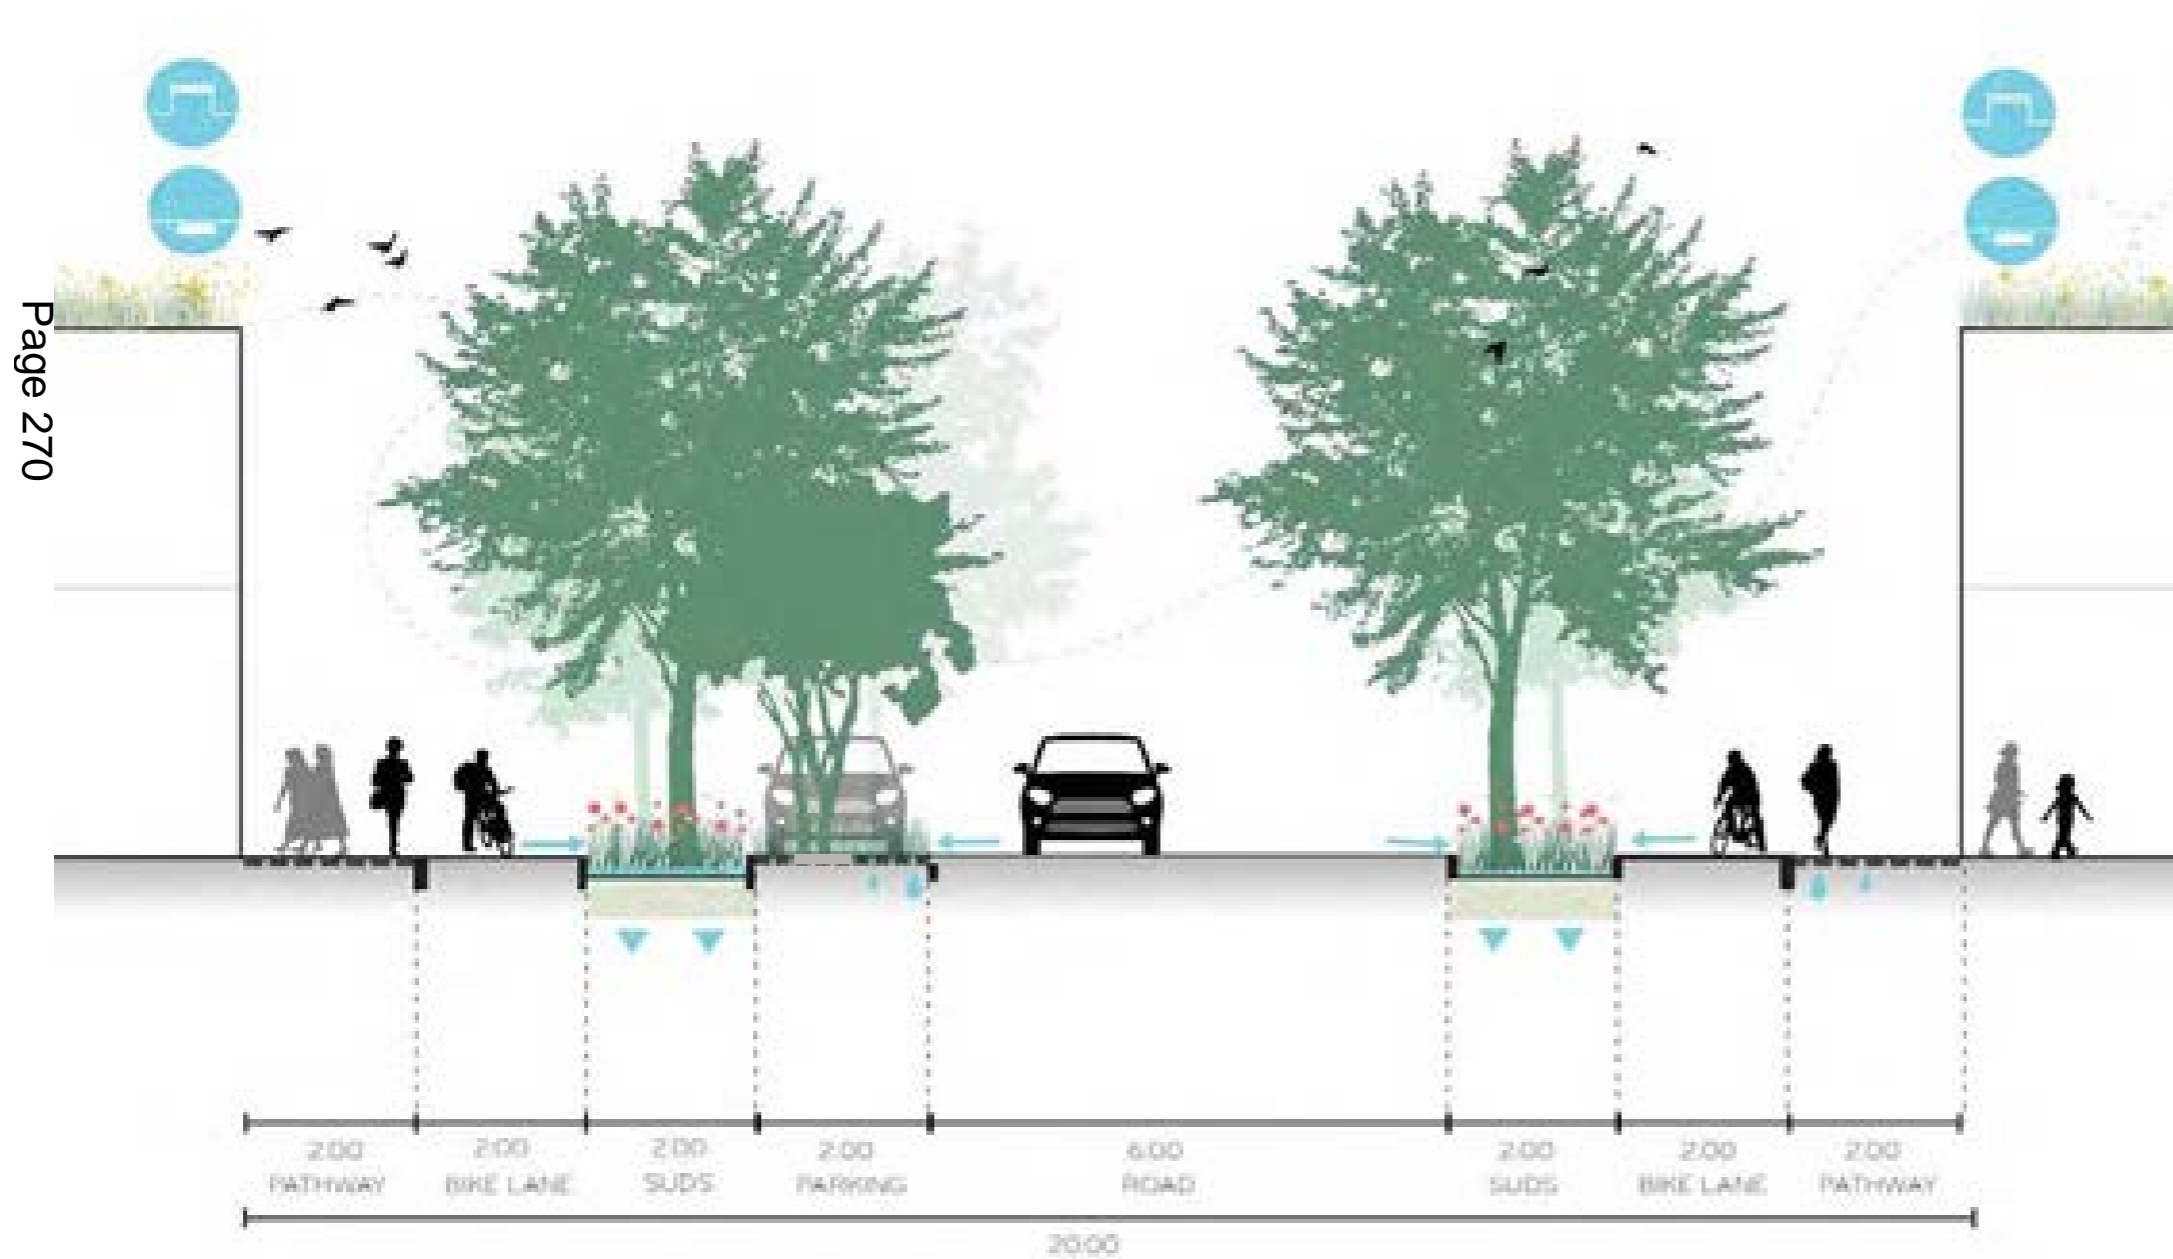 Page 270
2.00 2.00 2.00 2.00 6.00 2.00 2.00 2.00
PATHWAY BIKE LANE SUDS PARKING ROAD SUDS BIKE LANE PATHWAY
20.00